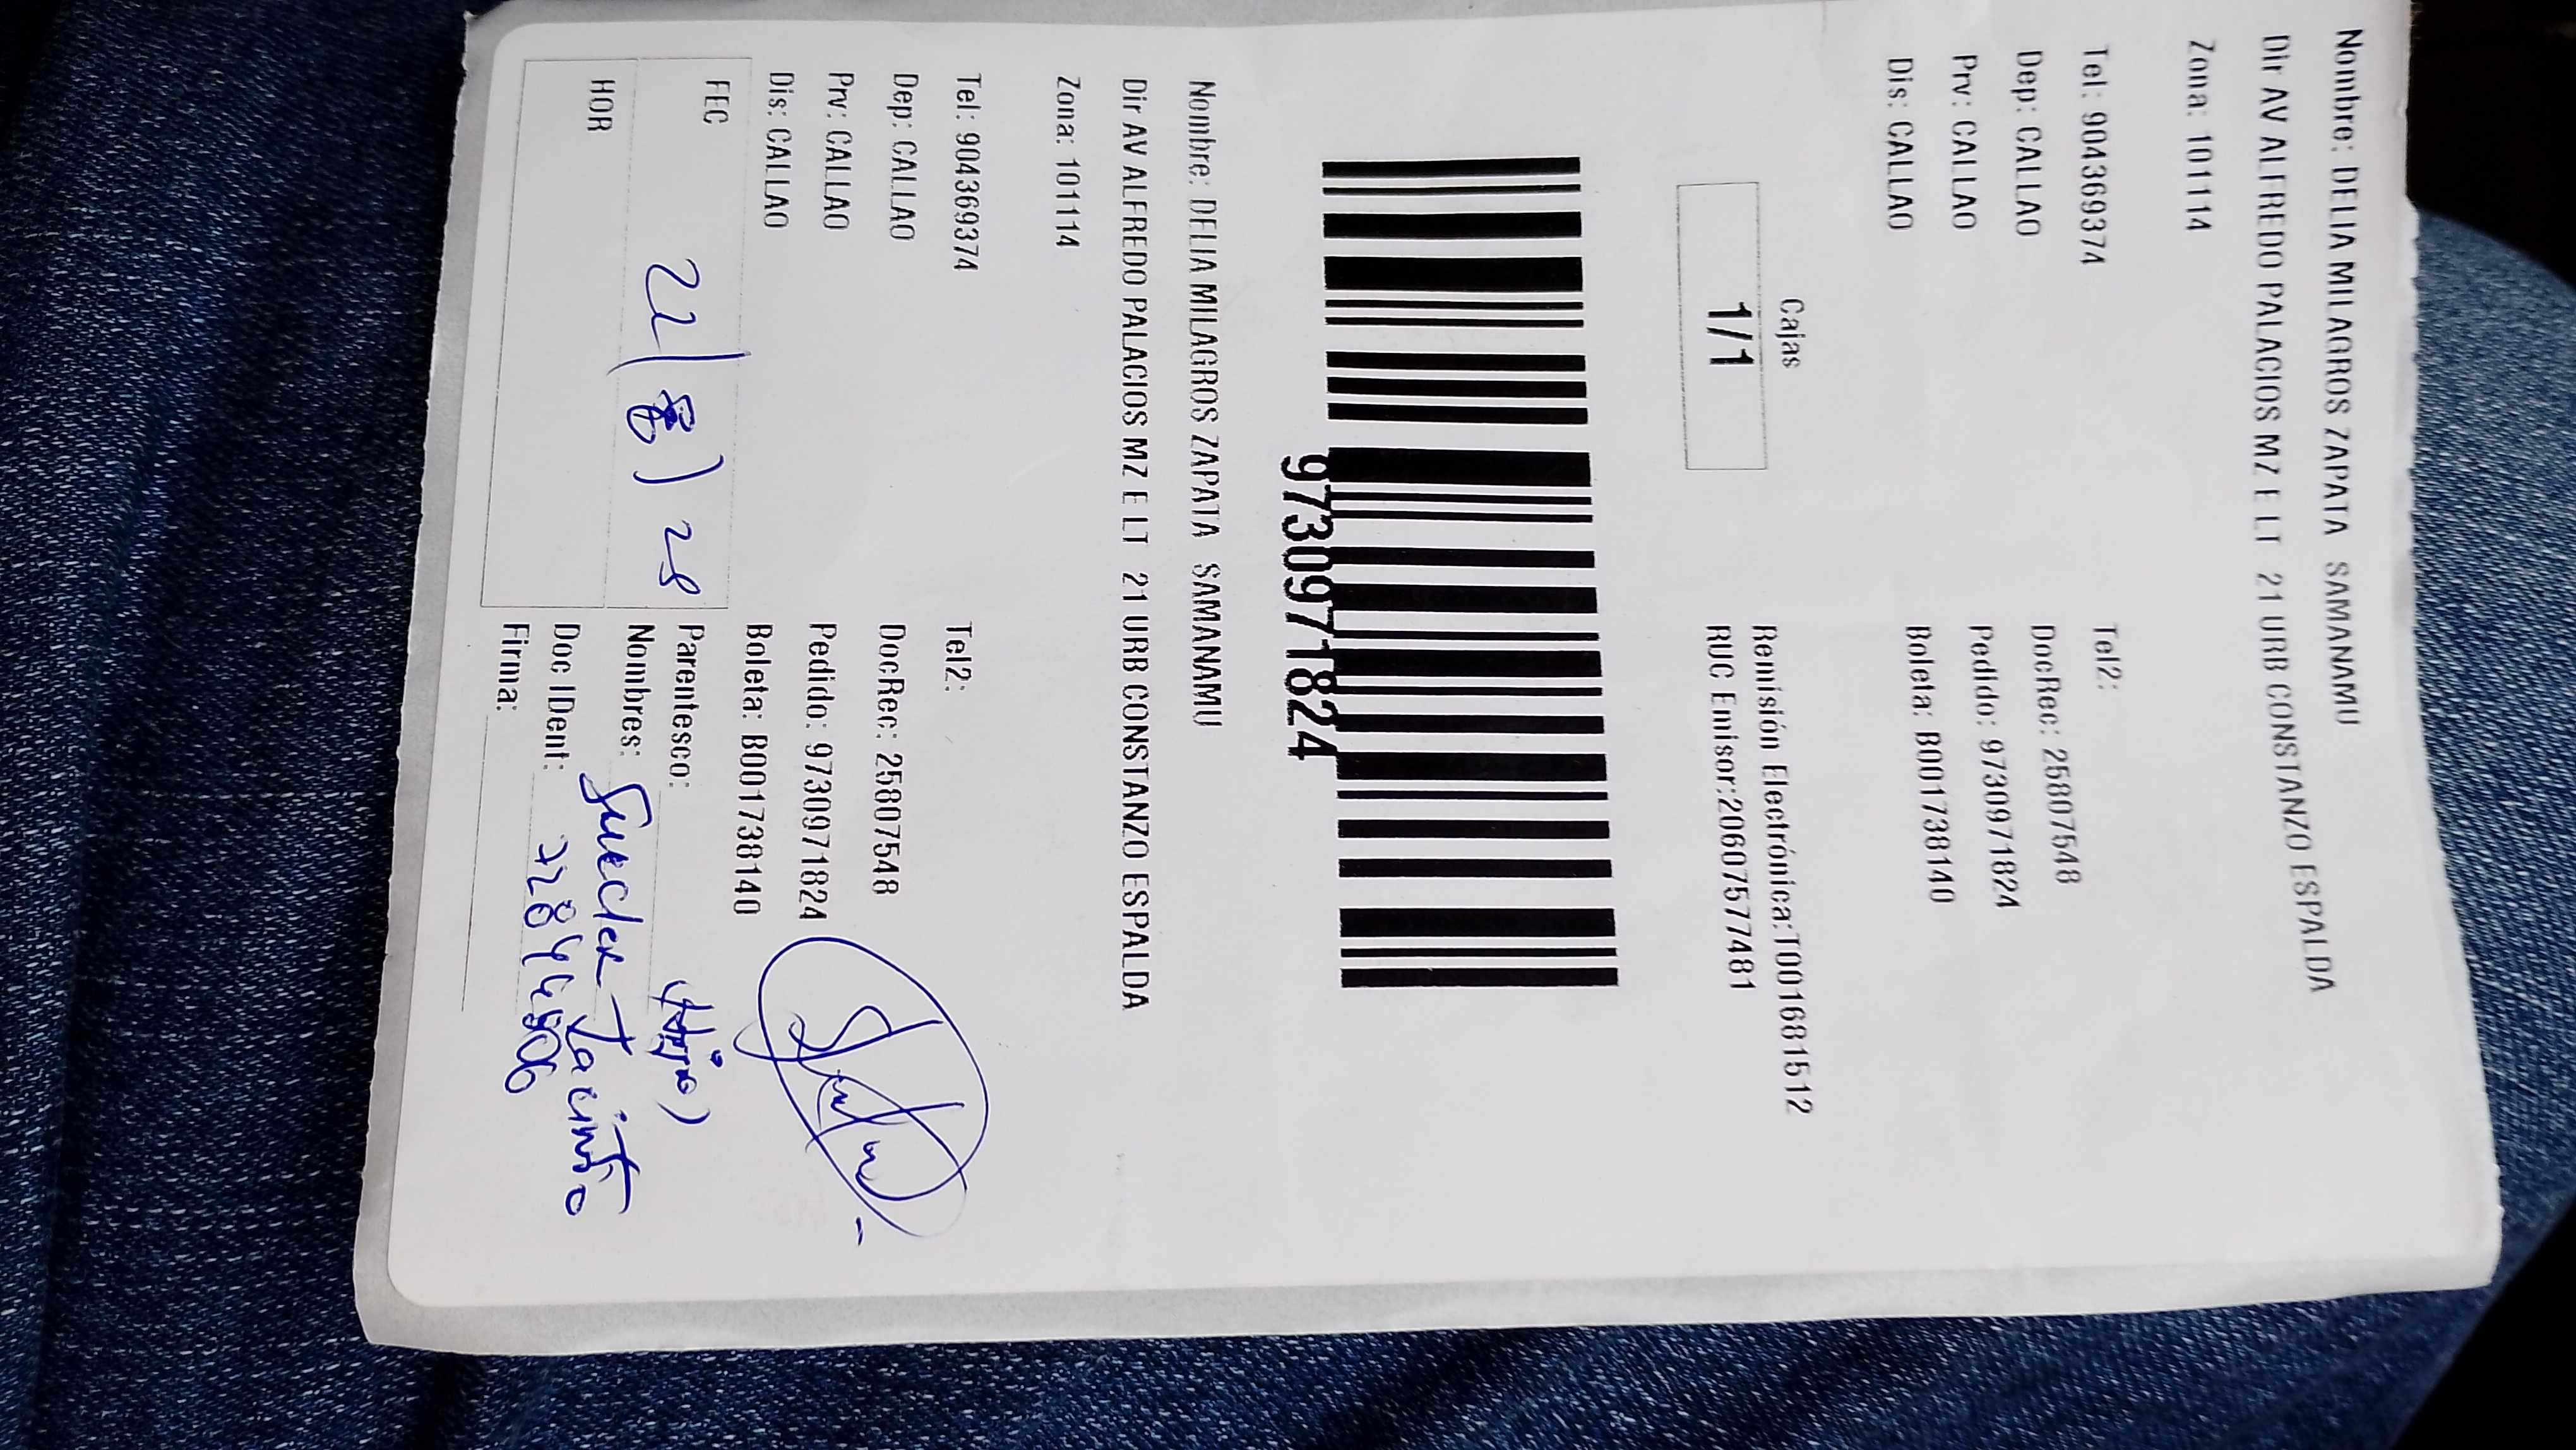 Nombre: DELIA MILAGROS ZAPATA SAMANAMU
Dir AV ALFREDO PALACIOS MZ E LT 21 URB CONSTANZO ESPALDA
Zona: 101114
Tel: 904369374 Tel2:
Dep: CALLAO DocRec: 25807548
Prv: CALLAO Pedido: 9730971824
Dis: CALLAO Boleta: B001738140
Cajas Remisión Electrónica:T001681512
1/1 RUC Emisor:20607577481
9730971824
Nombre: DELIA MILAGROS ZAPATA SAMANAMU
Dir AV ALFREDO PALACIOS MZ E LT 21 URB CONSTANZO ESPALDA
Zona: 101114
Tel: 904369374 Tel2:
Dep: CALLAO DocRec: 25807548
Prv: CALLAO Pedido: 9730971824
Dis: CALLAO Boleta: B001738140
FEC Parentesco: (Hijo)
Nombres: Jacinto
HOR Doc IDent:
Firma: